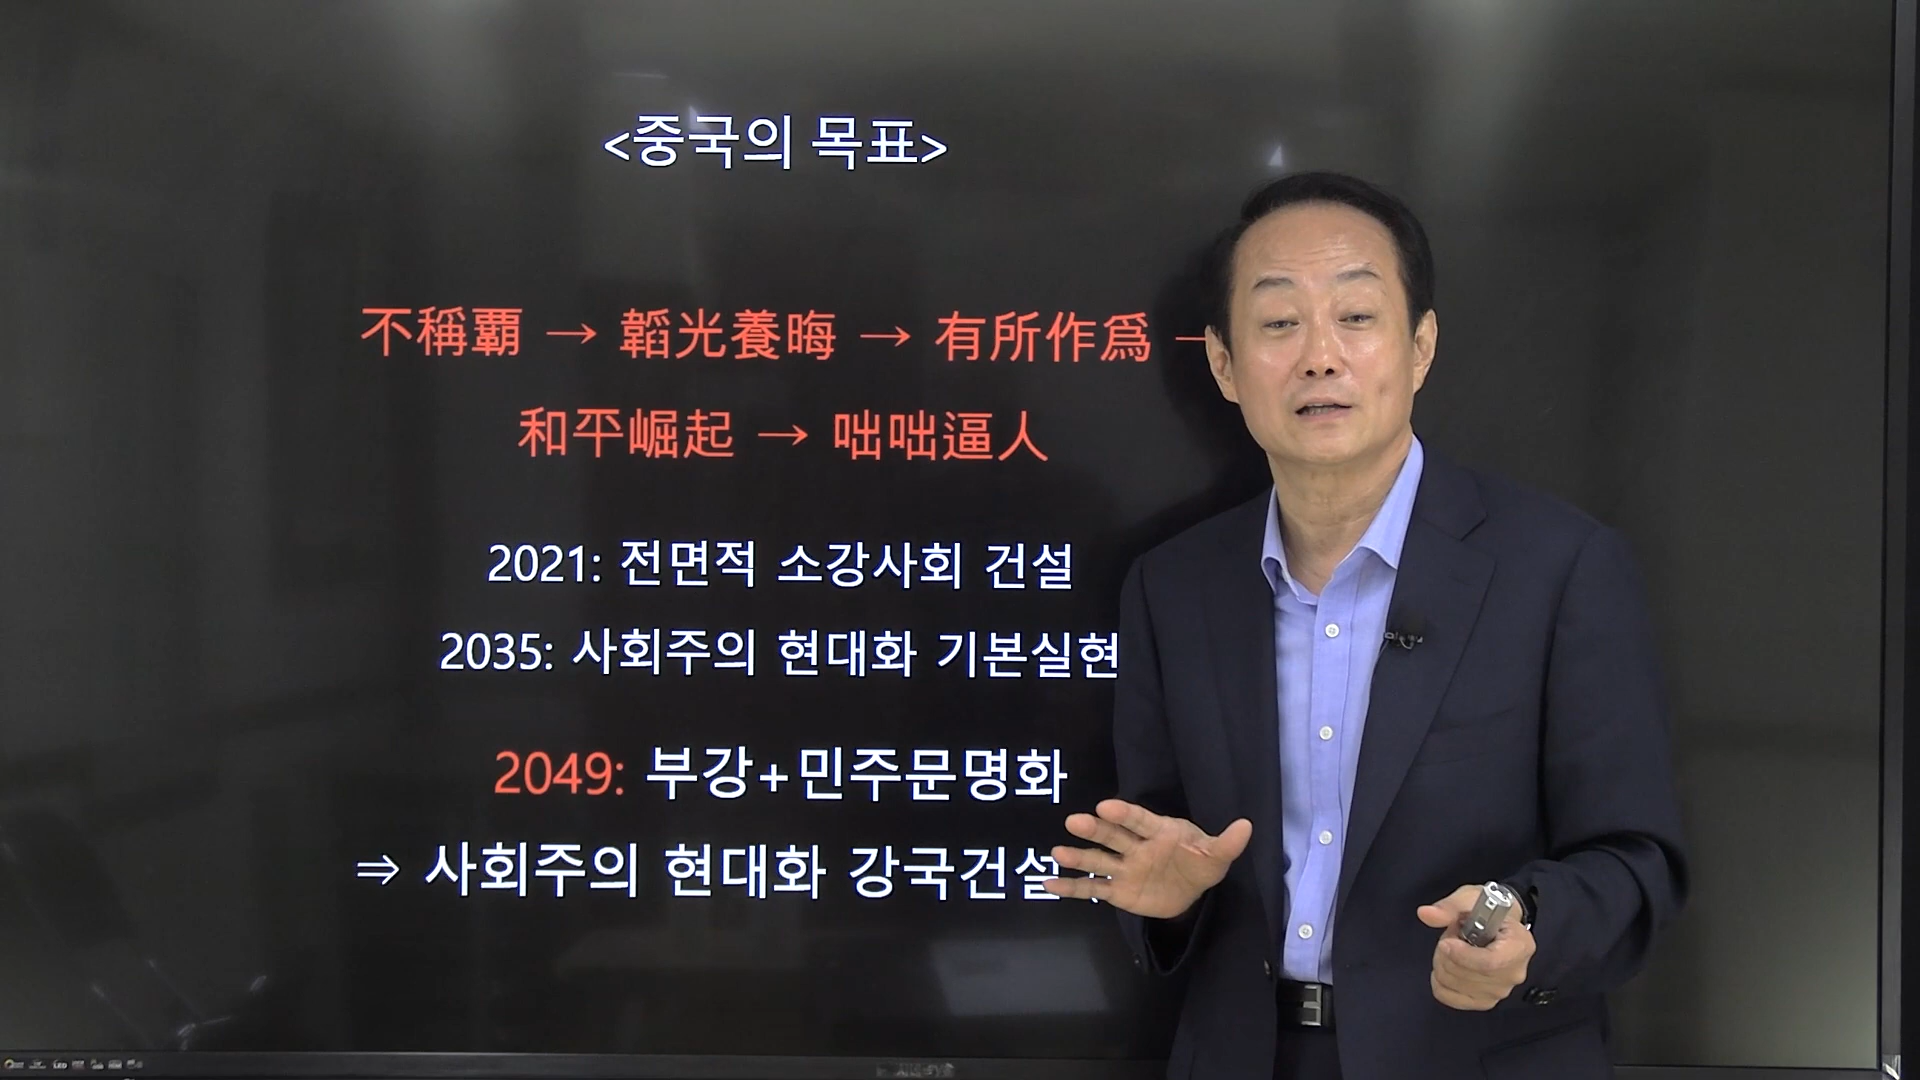 <중국의 목표>
不稱覇 → 韜光養晦 → 有所作爲 →
和平崛起 → 咄咄逼人
2021: 전면적 소강사회 건설
2035: 사회주의 현대화 기본실현
2049: 부강+민주문명화
⇒ 사회주의 현대화 강국건설